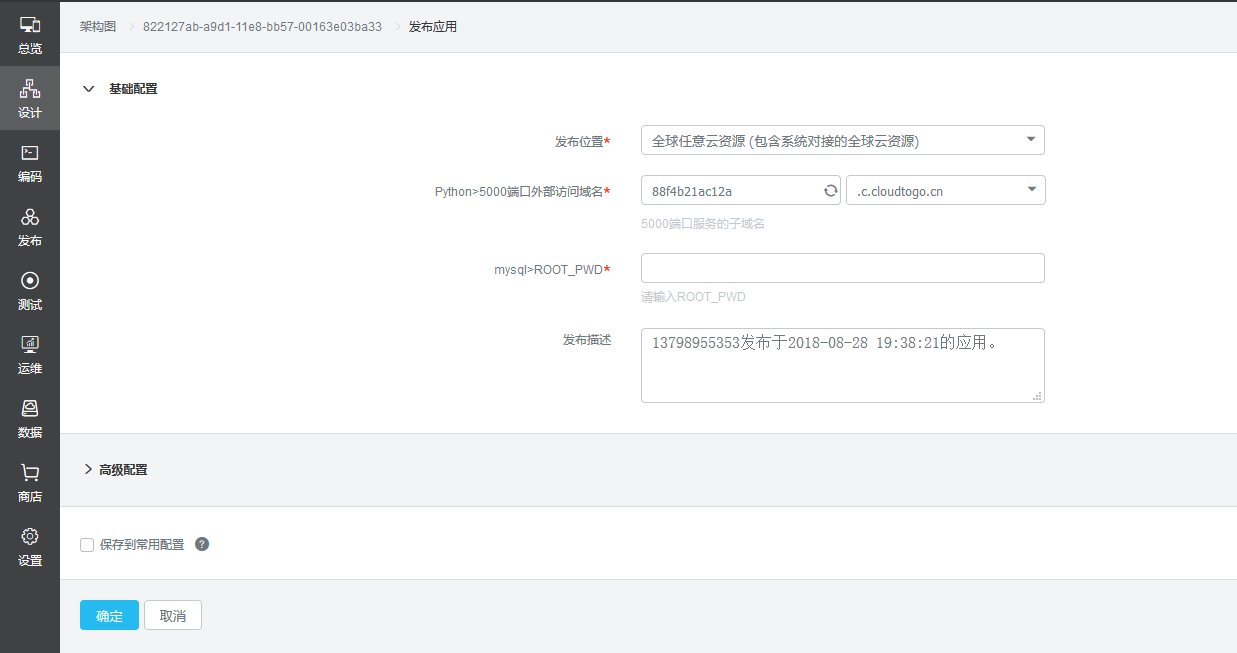 架构图 > 822127ab-a9d1-11e8-bb57-00163e03ba33 > 发布应用
总览
设计
编码
发布
测试
运维
数据
商店
设置
基础配置
发布位置* 全球任意云资源 (包含系统对接的全球云资源)
Python>5000端口外部访问域名* 88f4b21ac12a .c.cloudtogo.cn
5000端口服务的子域名
mysql>ROOT_PWD*
请输入ROOT_PWD
发布描述 13798955353发布于2018-08-28 19:38:21的应用。
高级配置
保存到常用配置 ?
确定 取消